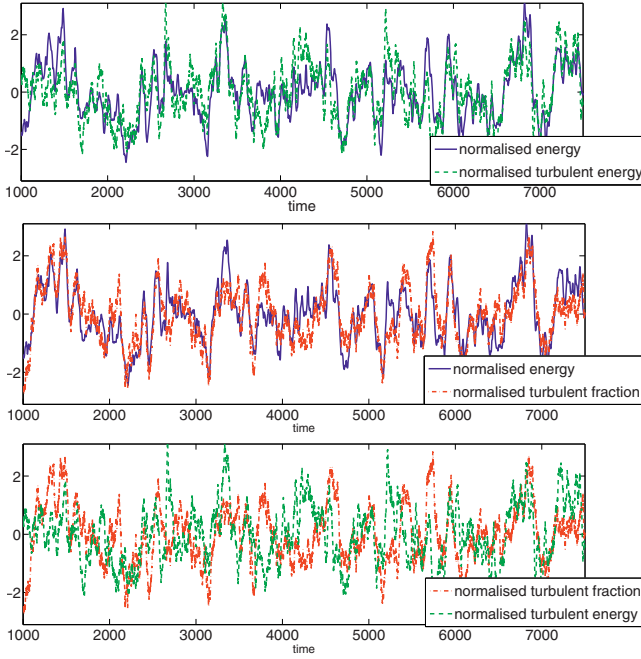 2
0
-2
1000 2000 3000 4000 5000 6000 7000
time
normalised energy
normalised turbulent energy
2
0
-2
1000 2000 3000 4000 5000 6000 7000
time
normalised energy
normalised turbulent fraction
2
0
-2
1000 2000 3000 4000 5000 6000 7000
time
normalised turbulent fraction
normalised turbulent energy